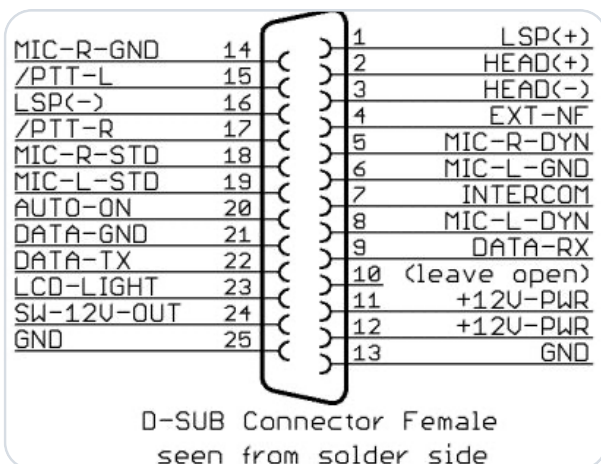 MIC-R-GND 14
/PTT-L 15
LSP(-) 16
/PTT-R 17
MIC-R-STD 18
MIC-L-STD 19
AUTO-ON 20
DATA-GND 21
DATA-TX 22
LCD-LIGHT 23
SW-12V-OUT 24
GND 25
1 LSP(+)
2 HEAD(+)
3 HEAD(-)
4 EXT-NF
5 MIC-R-DYN
6 MIC-L-GND
7 INTERCOM
8 MIC-L-DYN
9 DATA-RX
10 (leave open)
11 +12V-PWR
12 +12V-PWR
13 GND
D-SUB Connector Female
seen from solder side